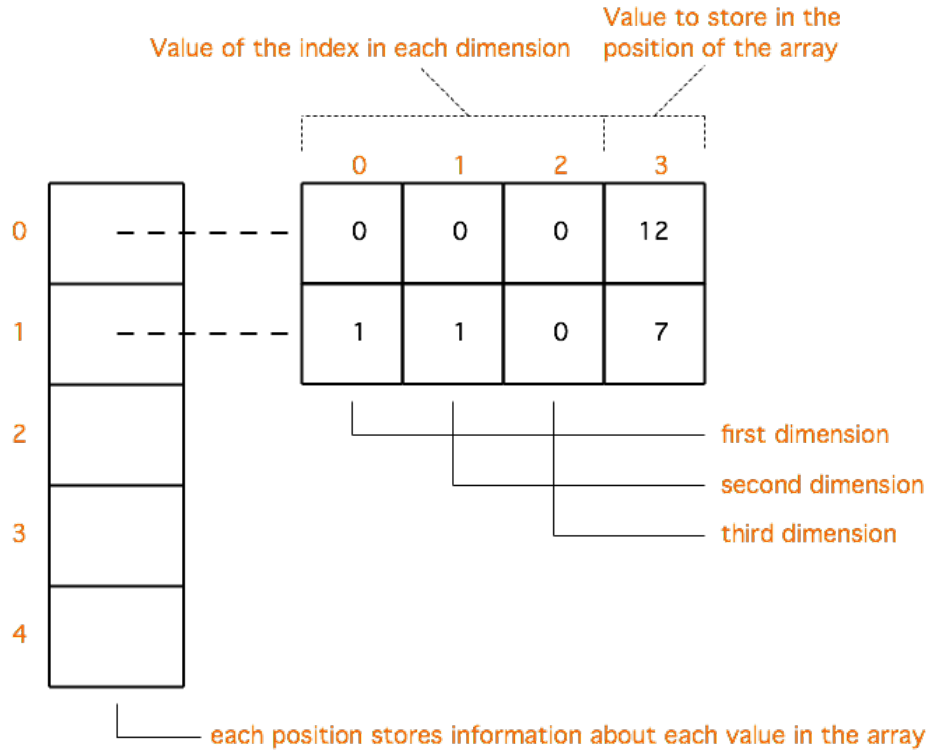 Value to store in the
Value of the index in each dimension
position of the array
0 1 2 3
0 0 0 0 12
1 1 1 0 7
2
first dimension
second dimension
3
third dimension
4
each position stores information about each value in the array